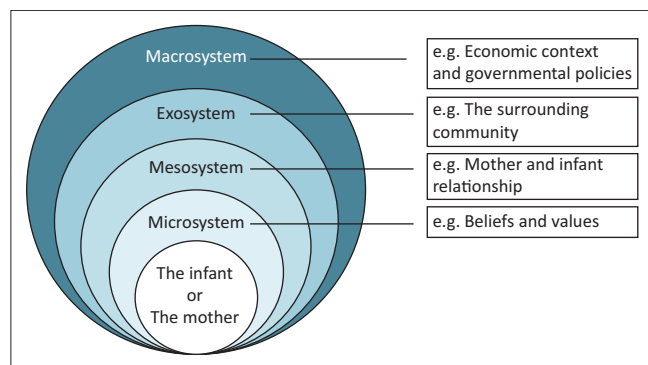 Macrosystem
e.g. Economic context
and governmental policies
Exosystem
e.g. The surrounding
community
Mesosystem
e.g. Mother and infant
relationship
Microsystem
e.g. Beliefs and values
The infant
or
The mother